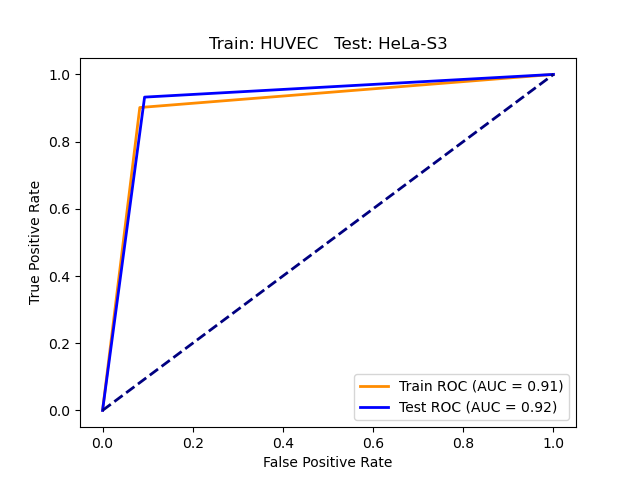 Train: HUVEC   Test: HeLa-S3
1.0
0.8
0.6
0.4
0.2
0.0
True Positive Rate
Train ROC (AUC = 0.91)
Test ROC (AUC = 0.92)
0.0 0.2 0.4 0.6 0.8 1.0
False Positive Rate